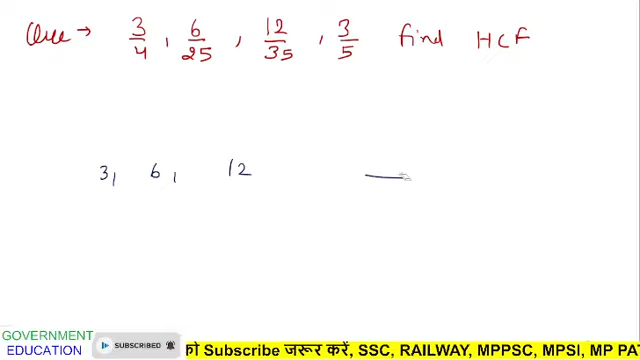 Que → 3/4, 6/25, 12/35, 3/5 find HCF
3, 6, 12
GOVERNMENT
EDUCATION
SUBSCRIBED
को Subscribe जरूर करें, SSC, RAILWAY, MPPSC, MPSI, MP PA